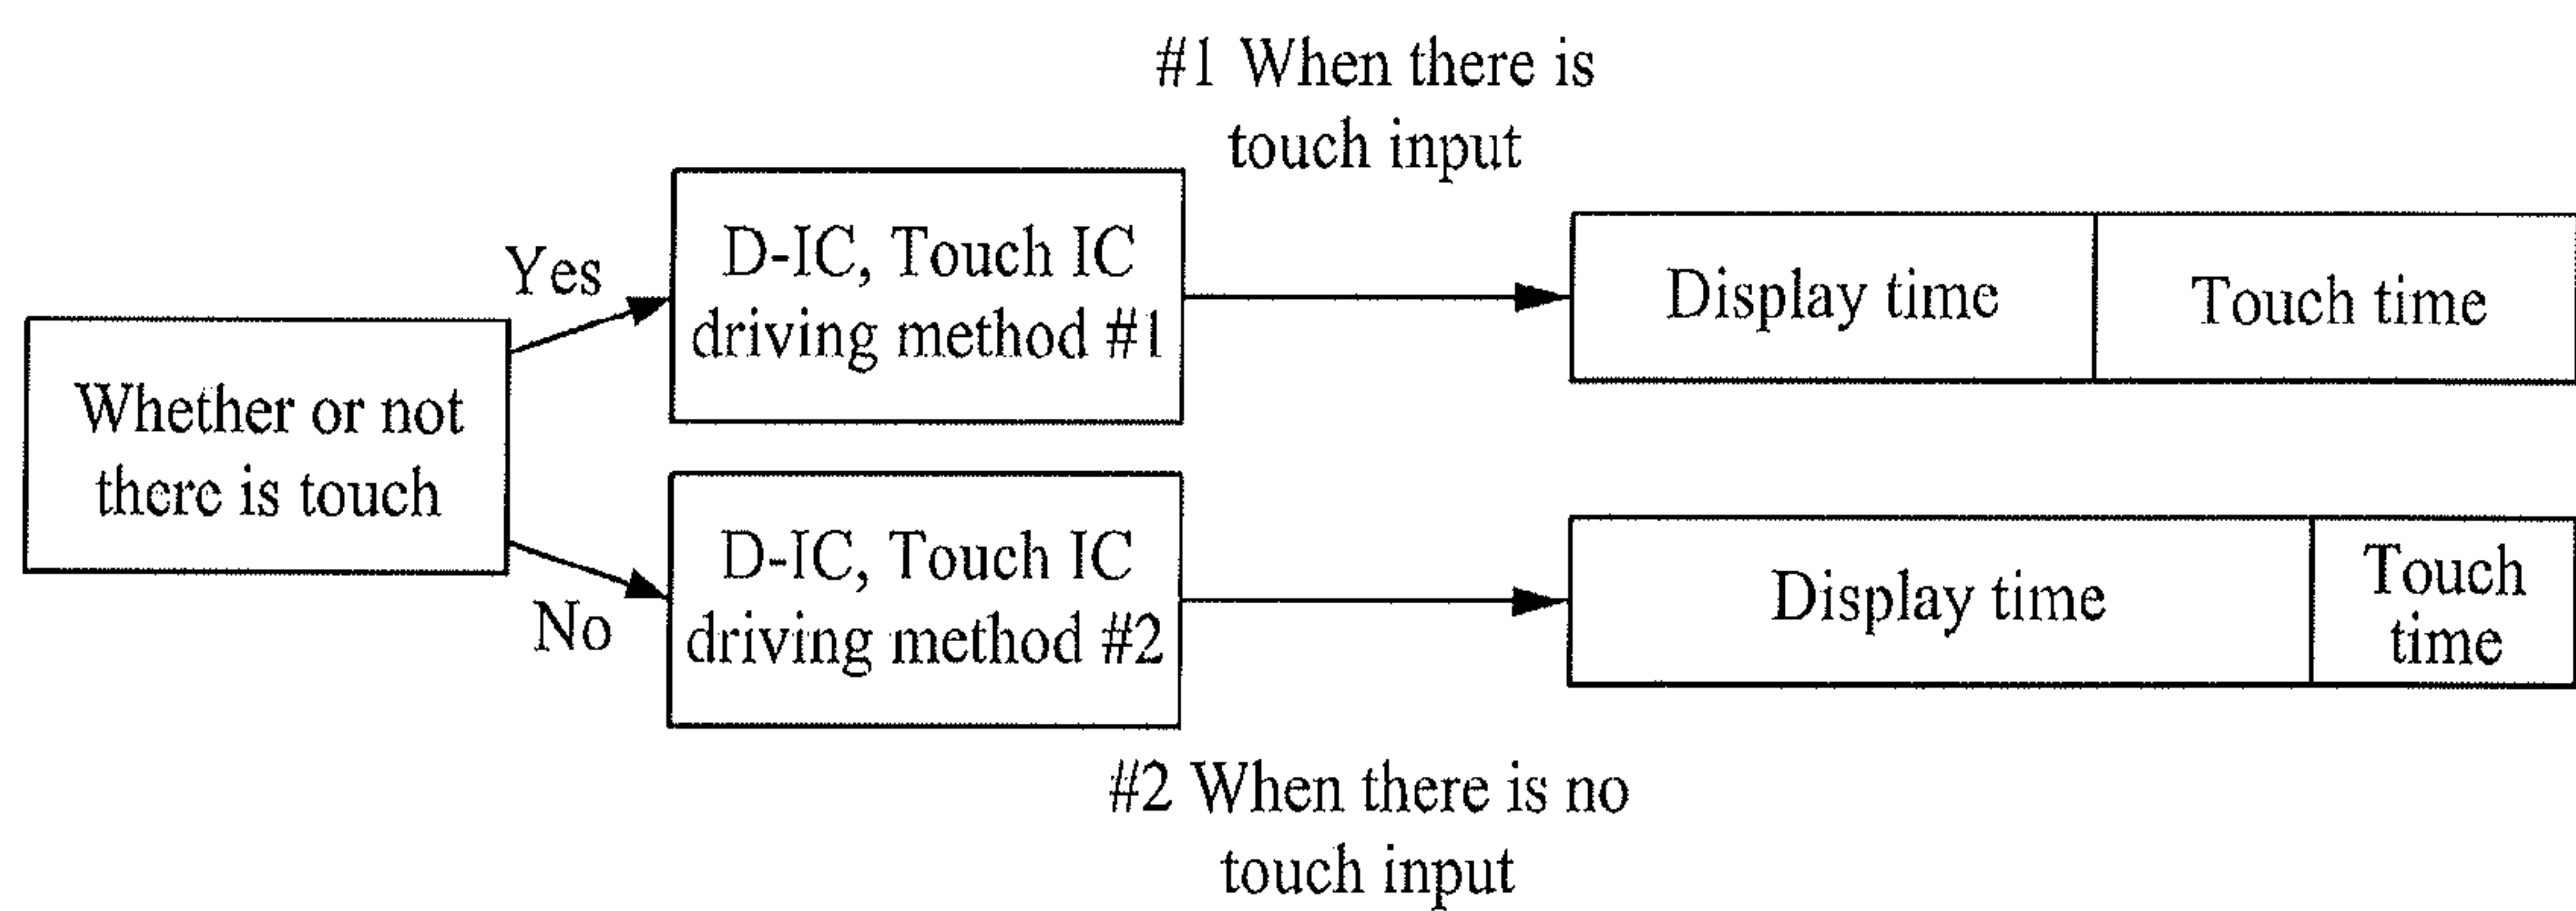 #1 When there is
touch input
Yes
D-IC, Touch IC
driving method #1
Display time
Touch time
Whether or not
there is touch
No
D-IC, Touch IC
driving method #2
Display time
Touch
time
#2 When there is no
touch input